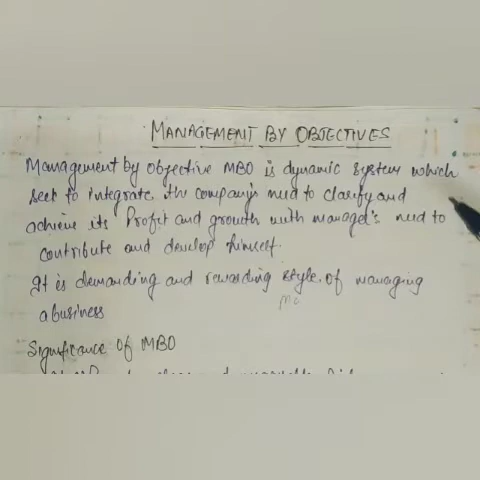 MANAGEMENT BY OBJECTIVES
Management by objective MBO is dynamic system which
seek to integrate the company's need to clarify and
achieve its Profit and growth with manager's need to
contribute and develop himself.
It is demanding and rewarding style of managing
a business
Significance of MBO